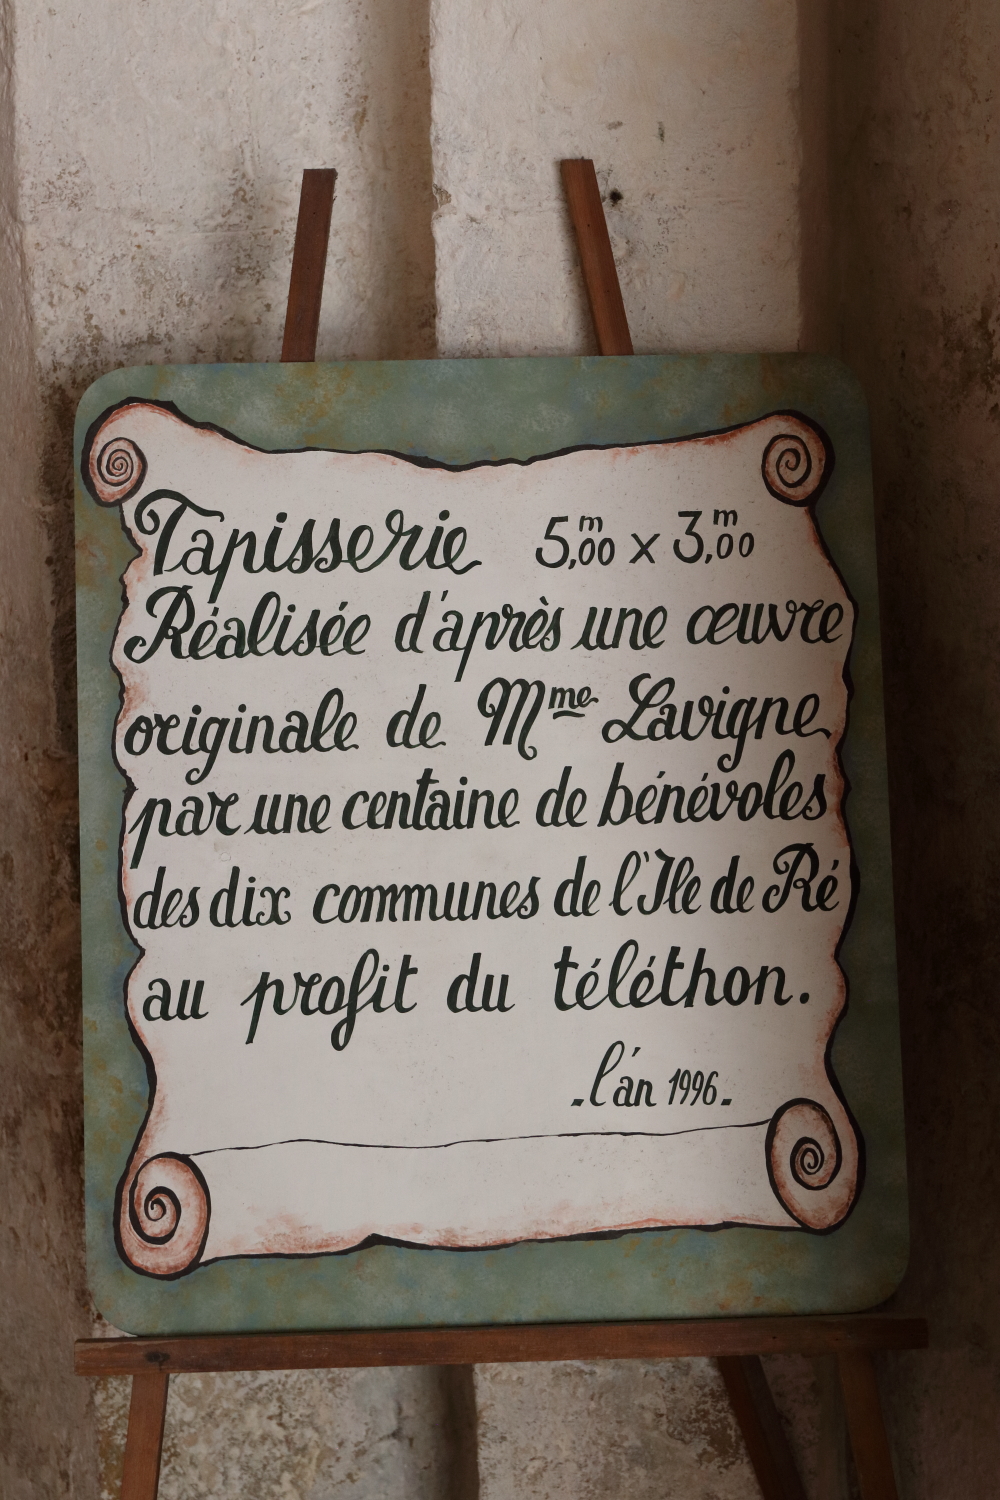 Tapisserie 5,00m x 3,00m
Réalisée d'après une œuvre
originale de Mme Lavigne
par une centaine de bénévoles
des dix communes de l'Ile de Ré
au profit du téléthon.
- l'an 1996 -